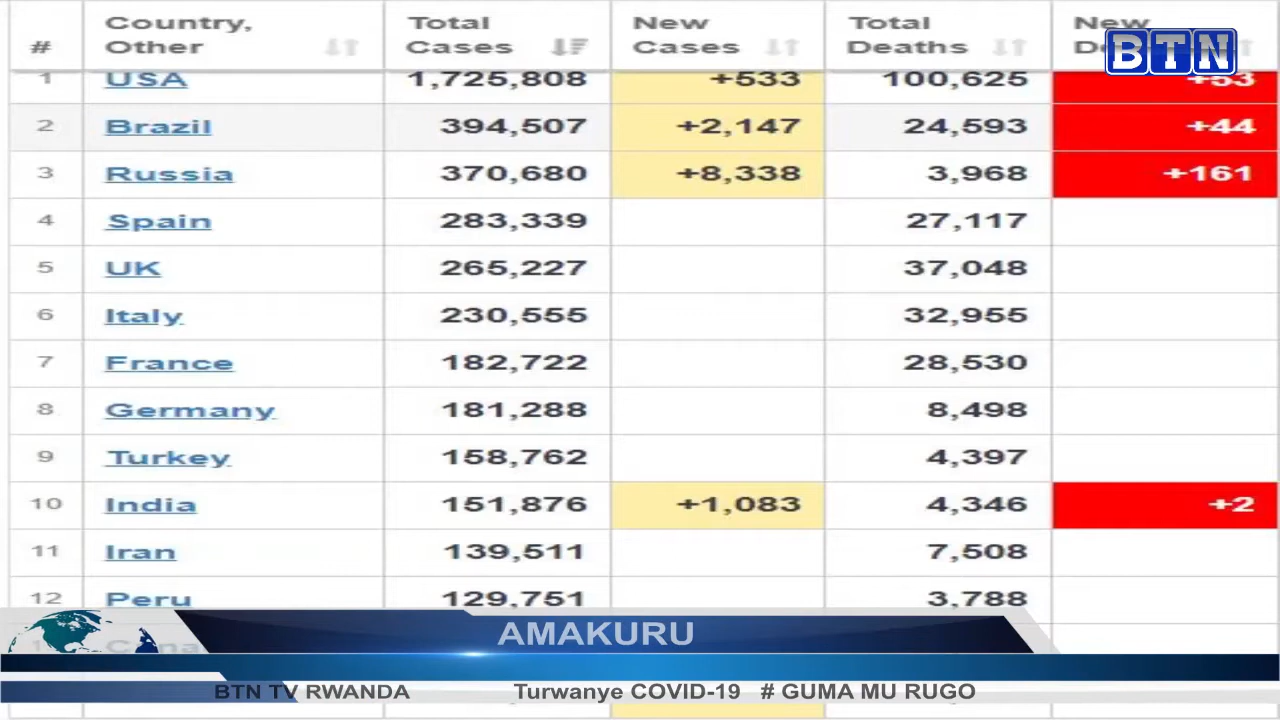 # Country, Other Total Cases New Cases Total Deaths New
BTN
1 USA 1,725,808 +533 100,625 +53
2 Brazil 394,507 +2,147 24,593 +44
3 Russia 370,680 +8,338 3,968 +161
4 Spain 283,339 27,117
5 UK 265,227 37,048
6 Italy 230,555 32,955
7 France 182,722 28,530
8 Germany 181,288 8,498
9 Turkey 158,762 4,397
10 India 151,876 +1,083 4,346 +2
11 Iran 139,511 7,508
12 Peru 129,751 3,788
AMAKURU
BTN TV RWANDA Turwanye COVID-19 # GUMA MU RUGO